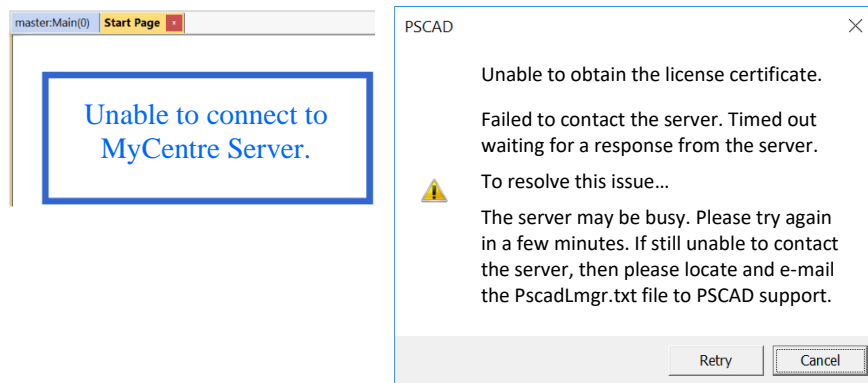 master:Main(0) Start Page
Unable to connect to
MyCentre Server.
PSCAD
Unable to obtain the license certificate.
Failed to contact the server. Timed out
waiting for a response from the server.
To resolve this issue...
The server may be busy. Please try again
in a few minutes. If still unable to contact
the server, then please locate and e-mail
the PscadLmgr.txt file to PSCAD support.
Retry Cancel